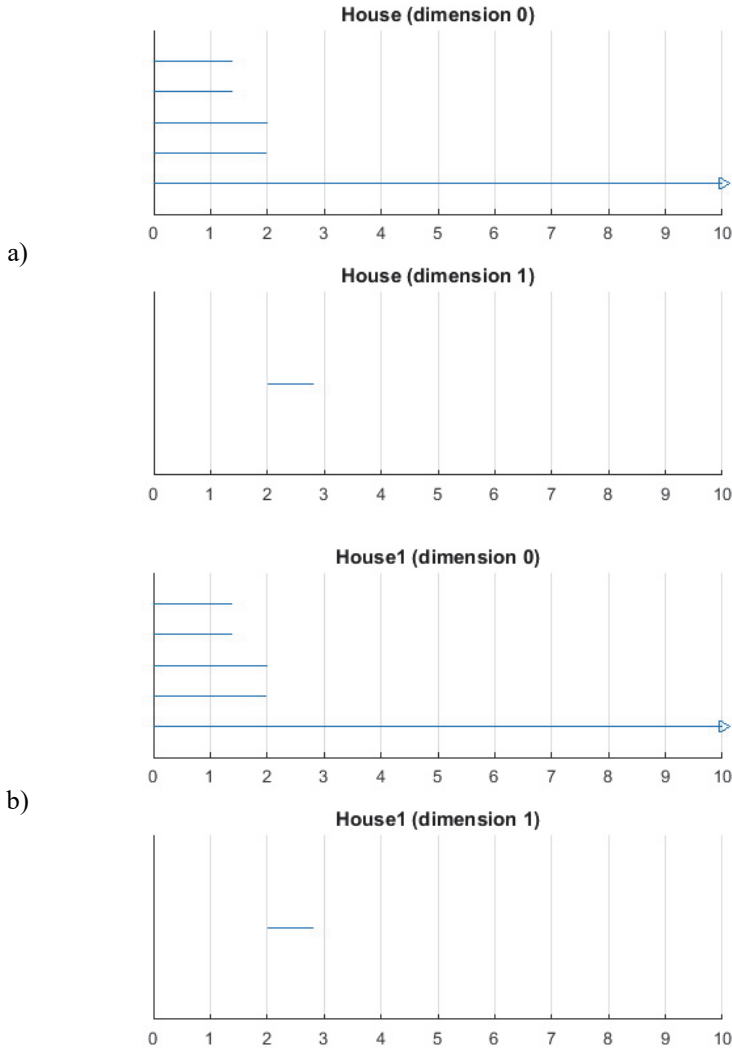 House (dimension 0)
0 1 2 3 4 5 6 7 8 9 10
a)
House (dimension 1)
0 1 2 3 4 5 6 7 8 9 10
House1 (dimension 0)
0 1 2 3 4 5 6 7 8 9 10
b)
House1 (dimension 1)
0 1 2 3 4 5 6 7 8 9 10